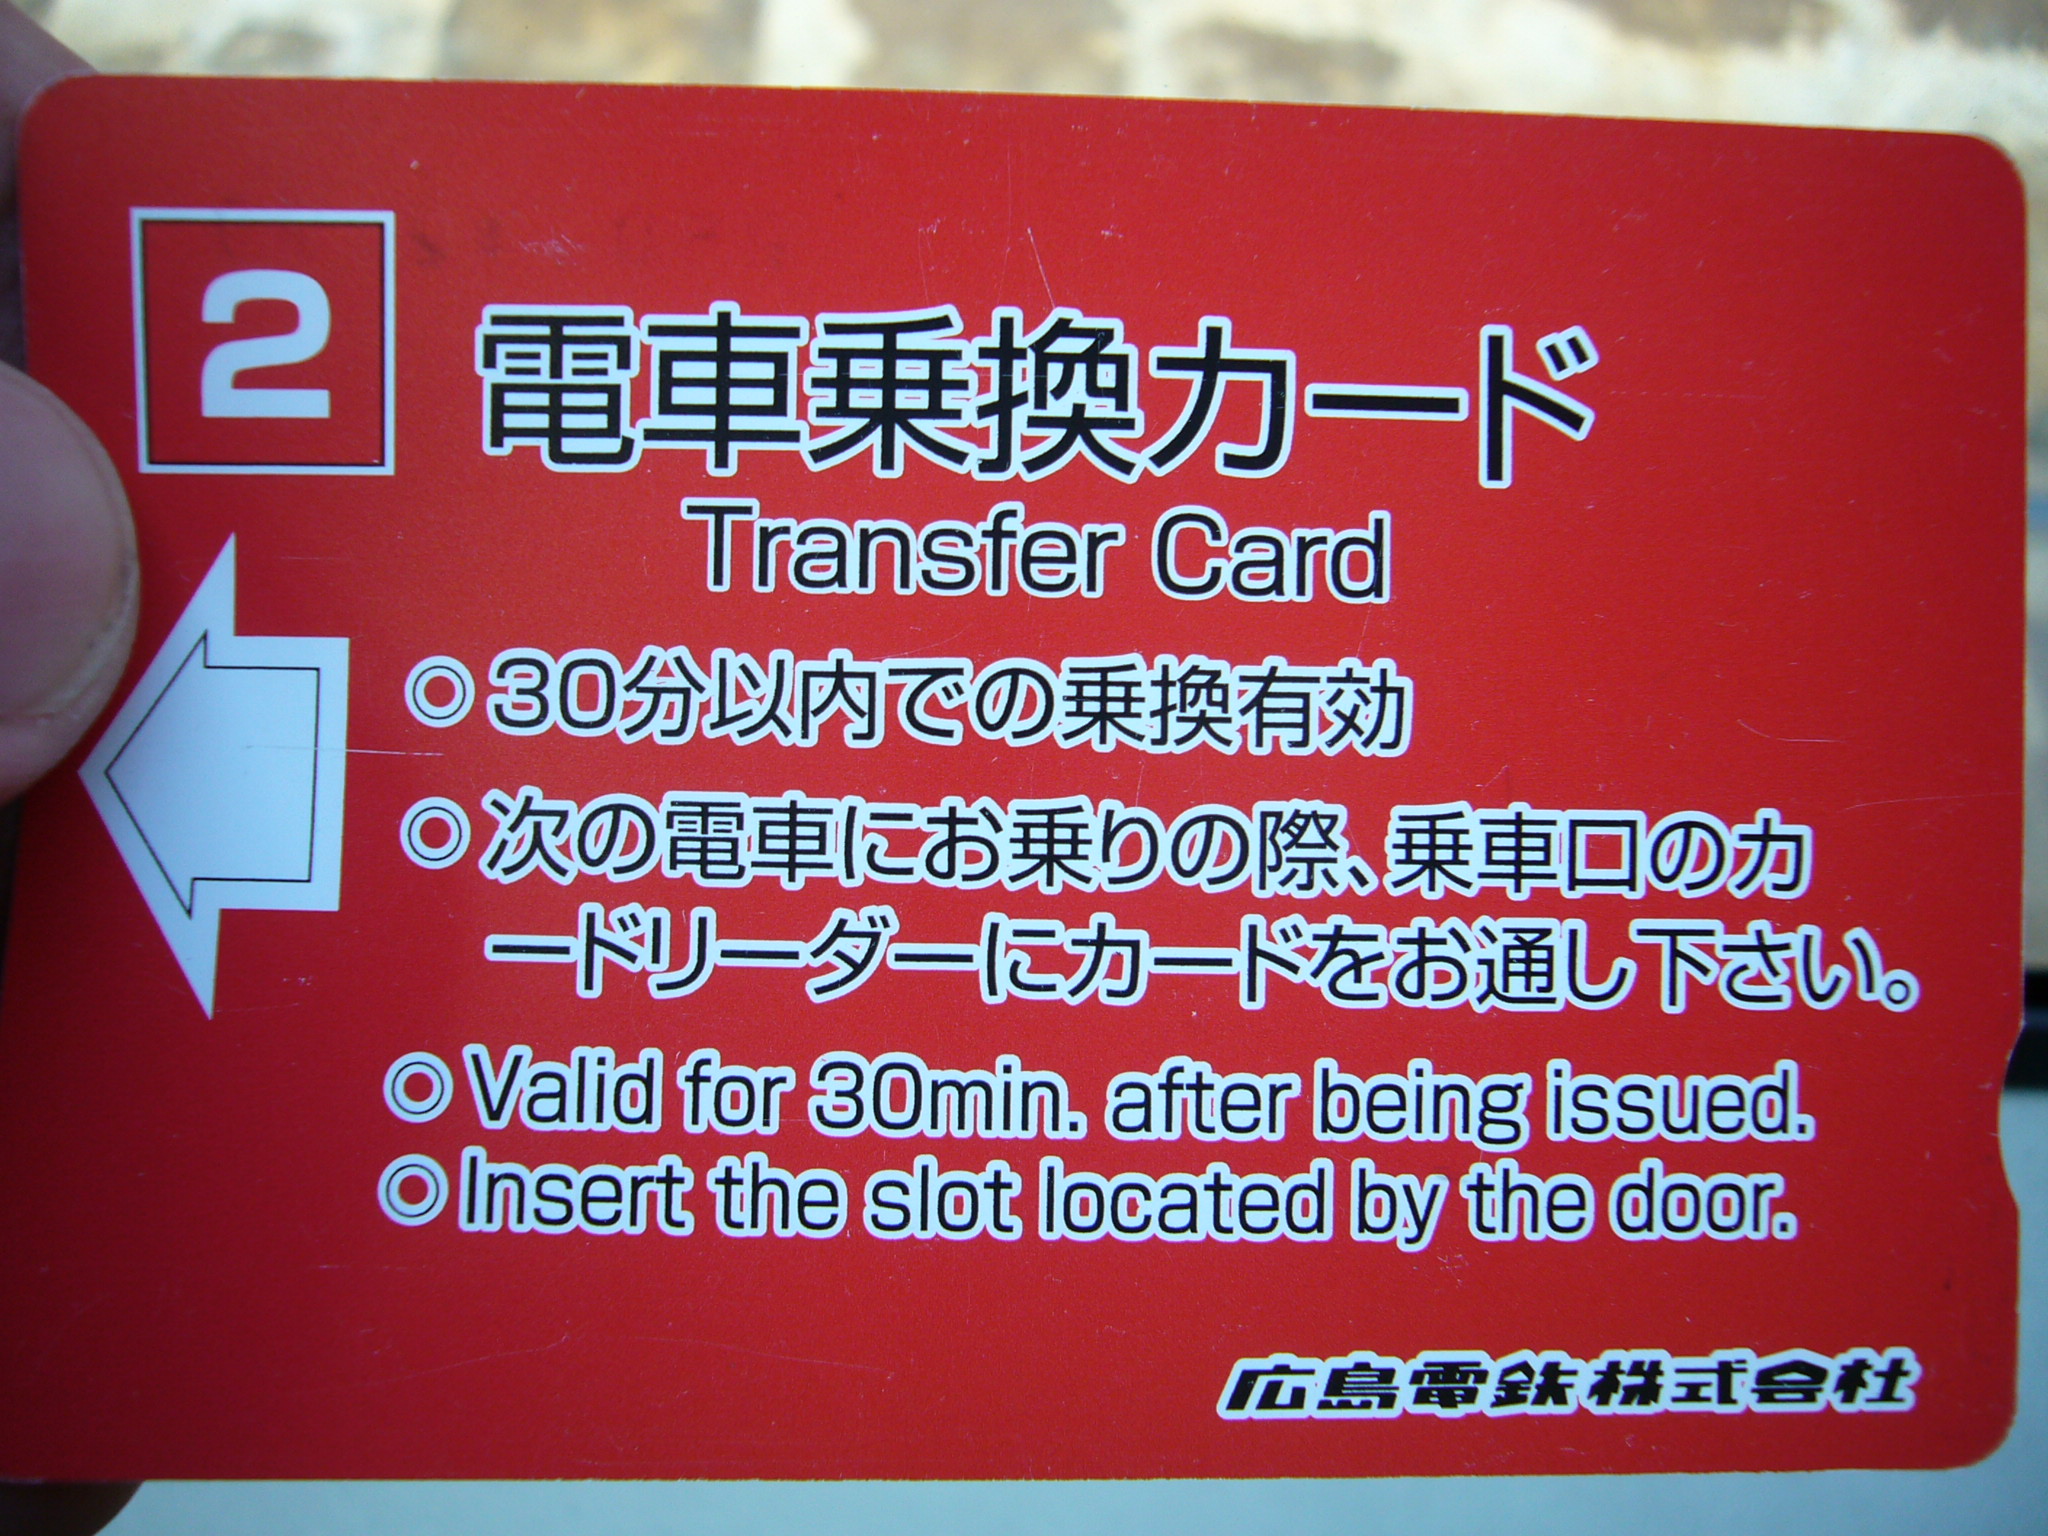 2
電車乗換カード
Transfer Card
◎30分以内での乗換有効
◎次の電車にお乗りの際、乗車口のカ
ードリーダーにカードをお通し下さい。
◎Valid for 30min. after being issued.
◎Insert the slot located by the door.
広島電鉄株式会社